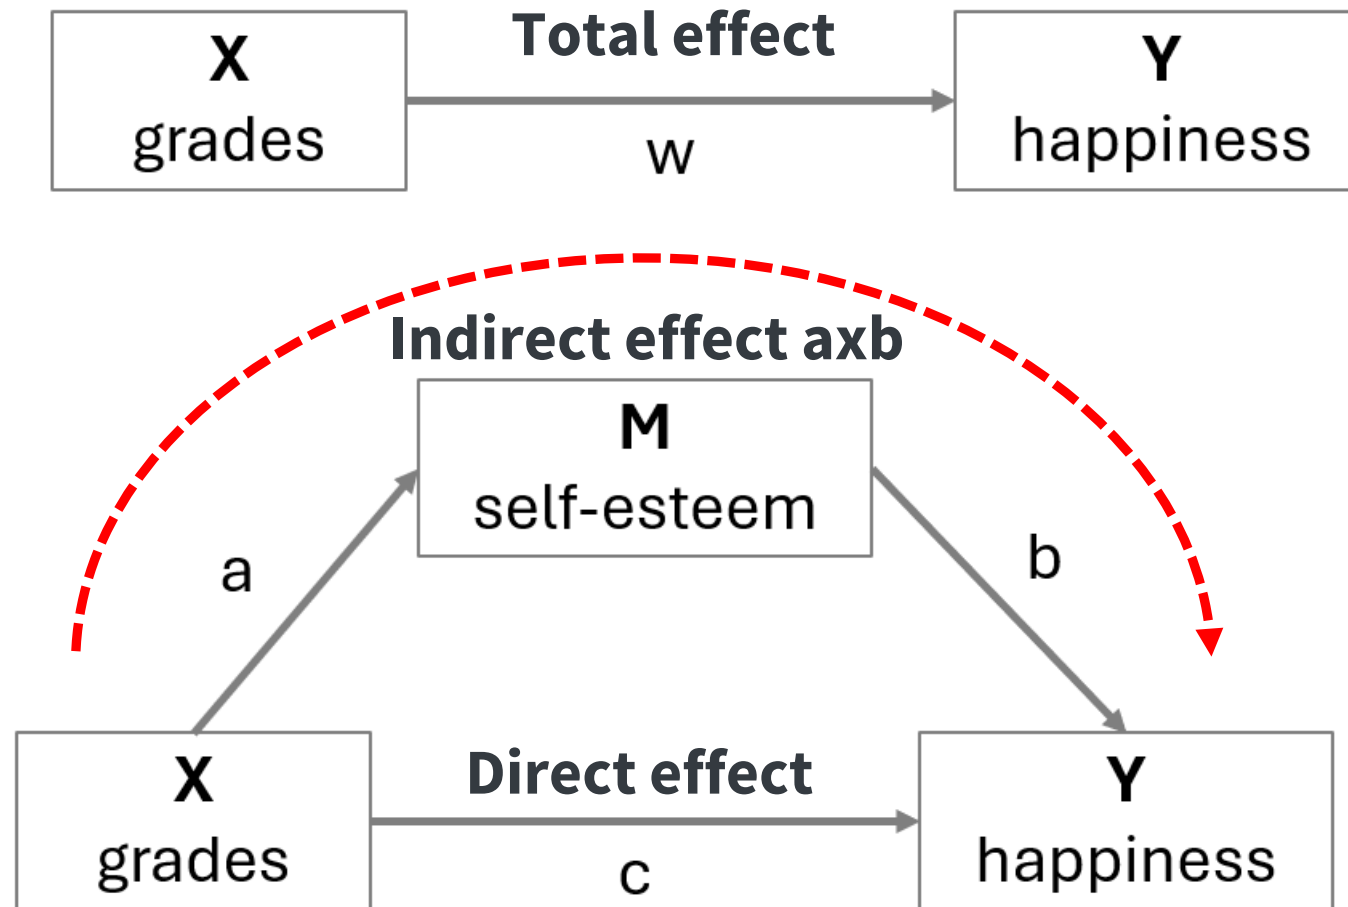 Total effect
X
grades
w
Y
happiness
Indirect effect axb
M
self-esteem
a
b
X
grades
Direct effect
c
Y
happiness